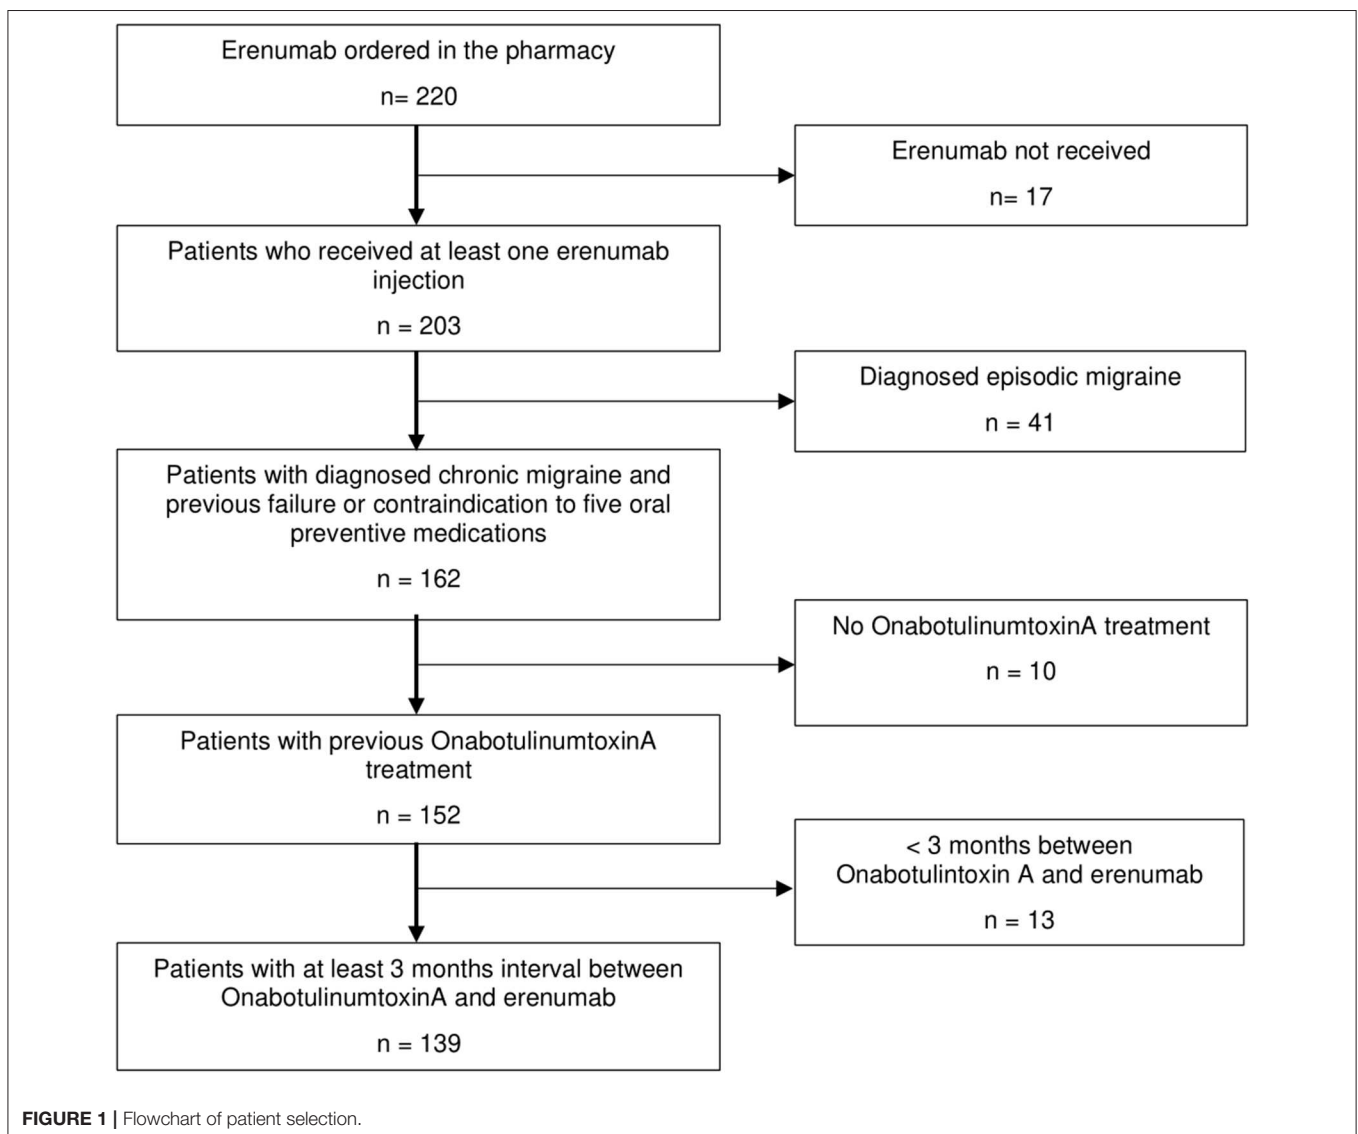 Erenumab ordered in the pharmacy
n= 220
Erenumab not received
n= 17
Patients who received at least one erenumab
injection
n = 203
Diagnosed episodic migraine
n = 41
Patients with diagnosed chronic migraine and
previous failure or contraindication to five oral
preventive medications
n = 162
No OnabotulinumtoxinA treatment
n = 10
Patients with previous OnabotulinumtoxinA
treatment
n = 152
< 3 months between
Onabotulintoxin A and erenumab
n = 13
Patients with at least 3 months interval between
OnabotulinumtoxinA and erenumab
n = 139
FIGURE 1 | Flowchart of patient selection.